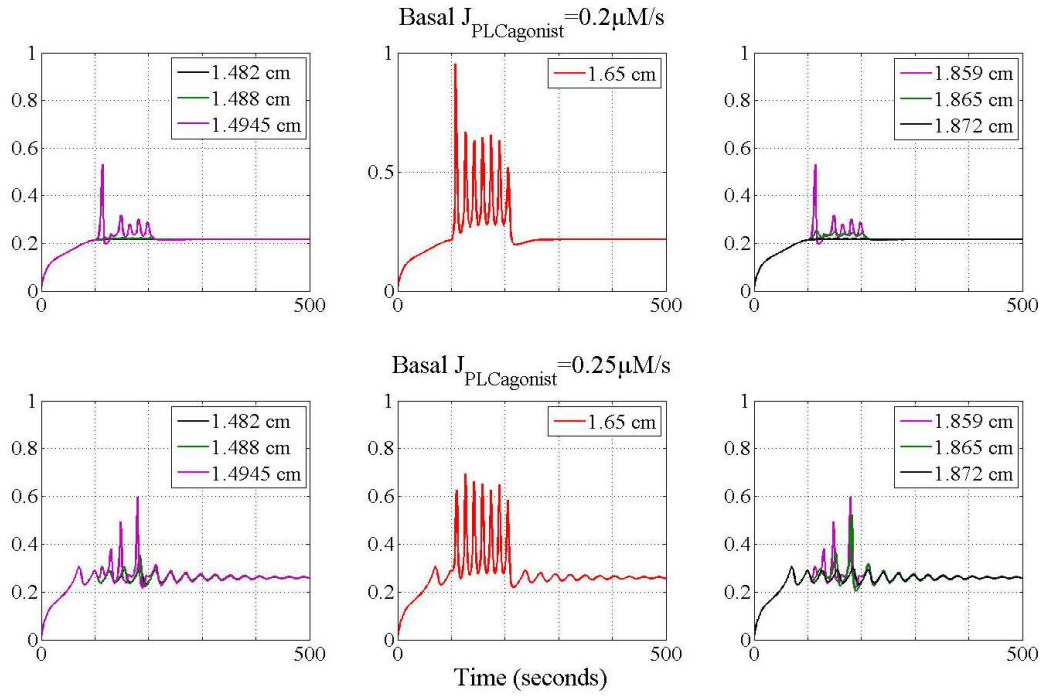 Basal J_PLCagonist=0.2μM/s
1
0.8
0.6
0.4
0.2
0
0
500
1.482 cm
1.488 cm
1.4945 cm
1
0.5
0
0
500
1.65 cm
1
0.8
0.6
0.4
0.2
0
0
500
1.859 cm
1.865 cm
1.872 cm
Basal J_PLCagonist=0.25μM/s
1
0.8
0.6
0.4
0.2
0
0
500
1.482 cm
1.488 cm
1.4945 cm
1
0.8
0.6
0.4
0.2
0
0
500
1.65 cm
1
0.8
0.6
0.4
0.2
0
0
500
1.859 cm
1.865 cm
1.872 cm
Time (seconds)